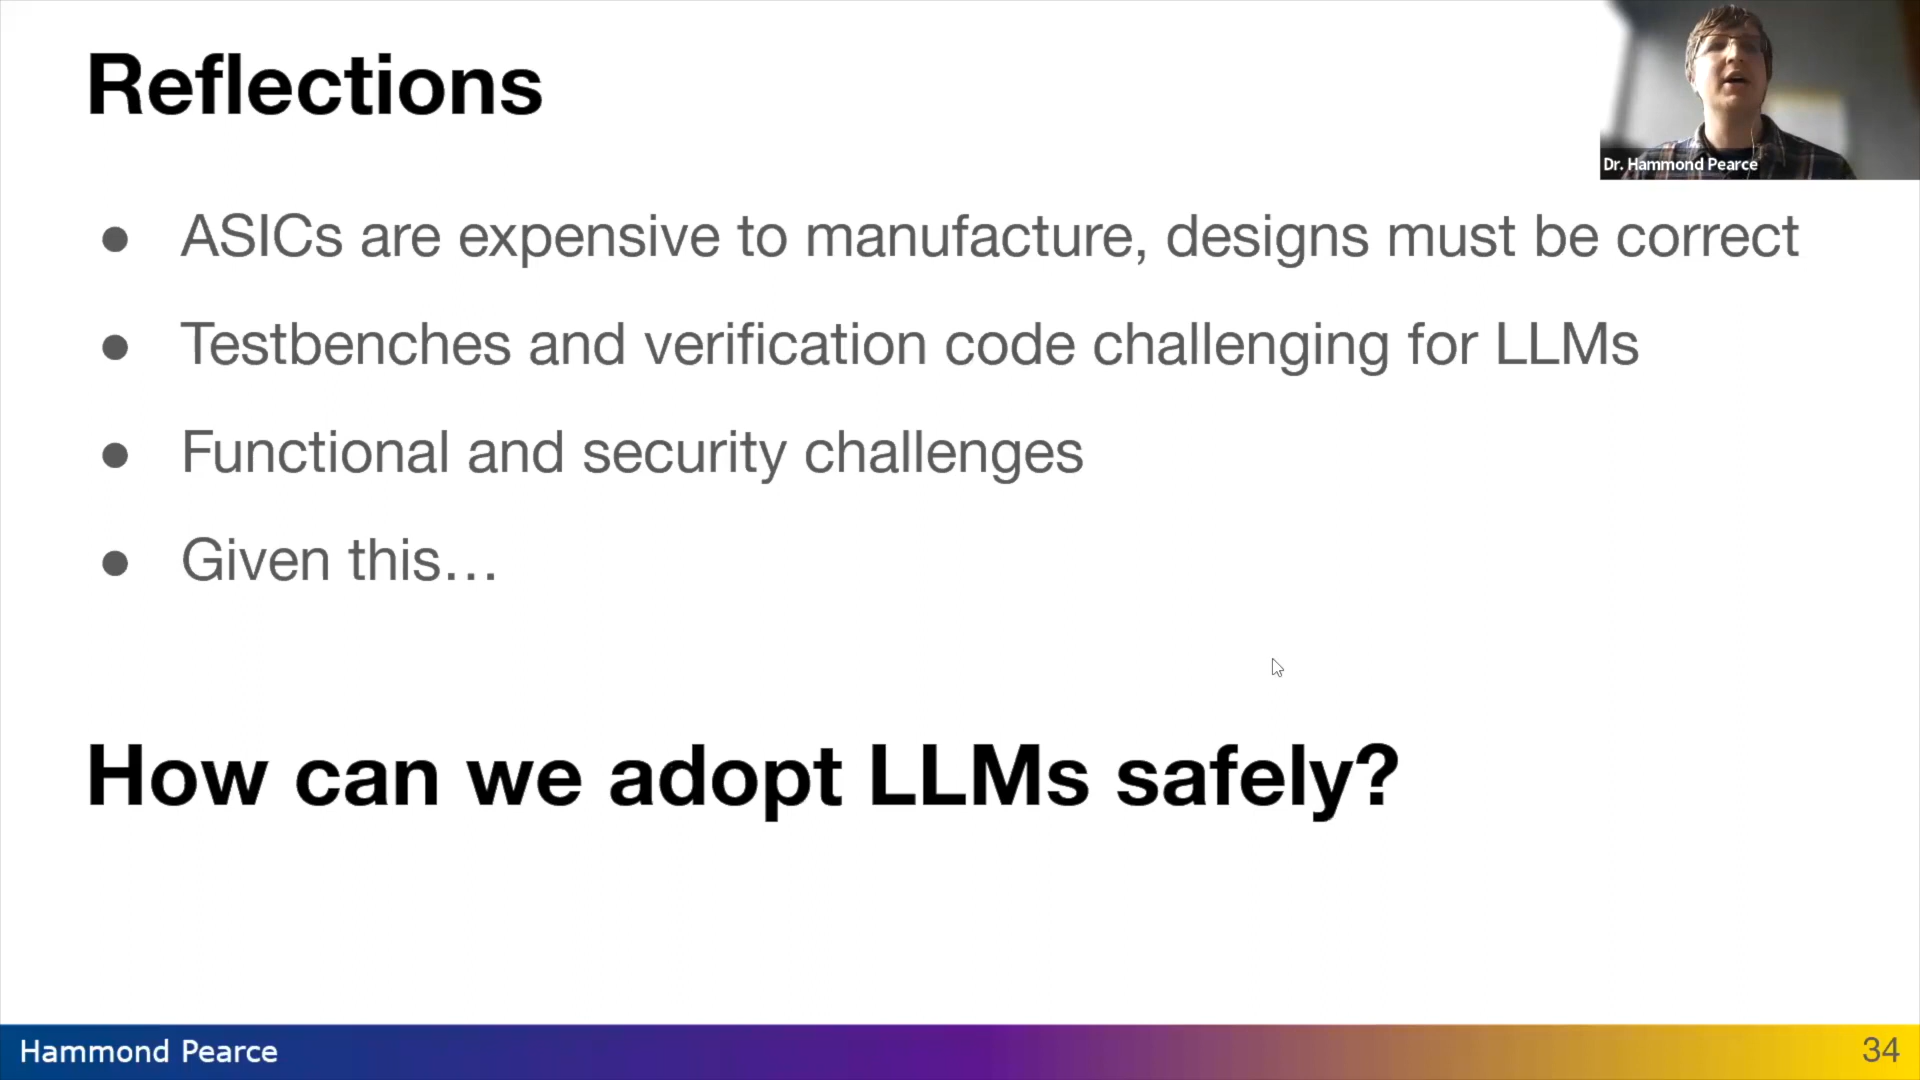 Reflections
Dr. Hammond Pearce
● ASICs are expensive to manufacture, designs must be correct
● Testbenches and verification code challenging for LLMs
● Functional and security challenges
● Given this…
How can we adopt LLMs safely?
Hammond Pearce
34